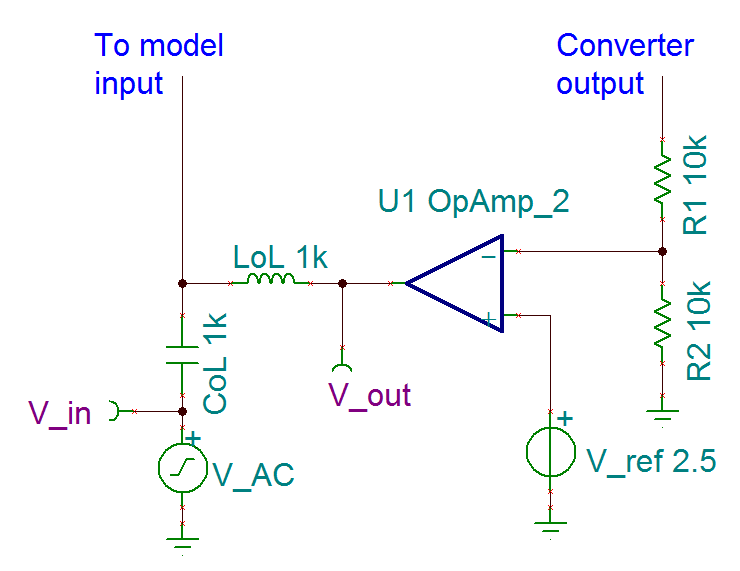 To model
input
Converter
output
R1 10k
U1 OpAmp_2
LoL 1k
R2 10k
CoL 1k
V_out
V_in
V_ref 2.5
V_AC